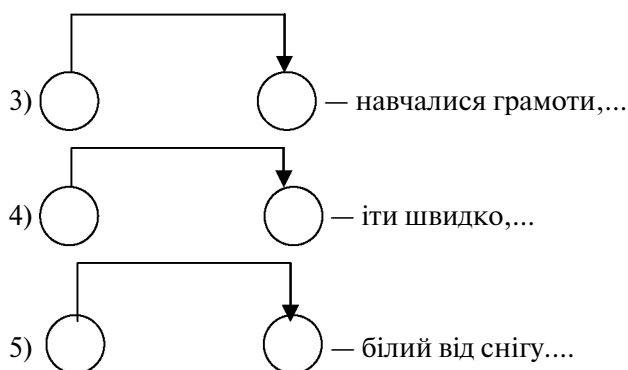 3) — навчалися грамоти,...
4) — іти швидко,...
5) — білий від снігу....